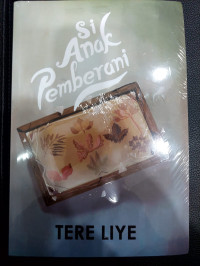 Si
Anak
Pemberani
TERE LIYE